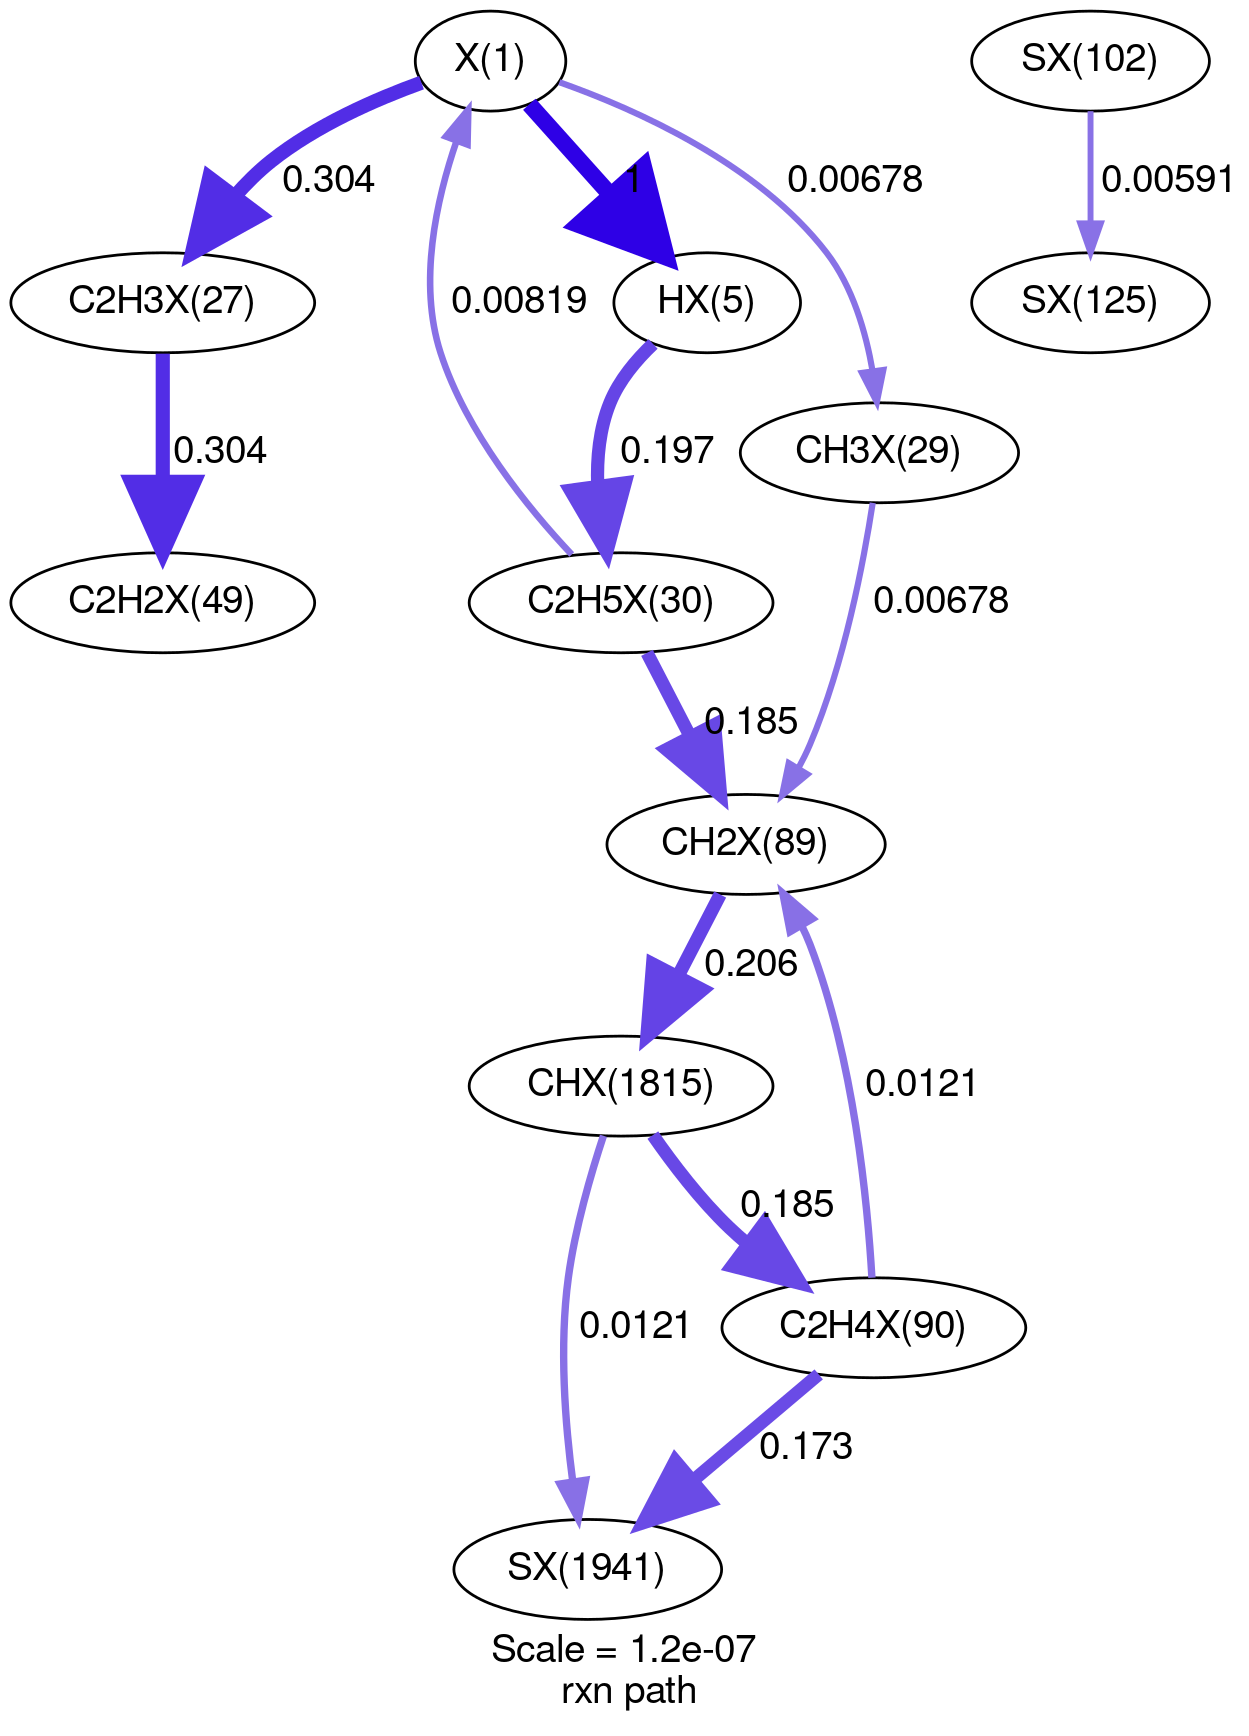 X(1)
SX(102)
0.304
1
0.00678
0.00591
C2H3X(27)
0.00819
HX(5)
SX(125)
0.304
0.197
CH3X(29)
C2H2X(49)
C2H5X(30)
0.00678
0.185
CH2X(89)
0.206
CHX(1815)
0.0121
0.185
0.0121
C2H4X(90)
0.173
SX(1941)
Scale = 1.2e-07
rxn path